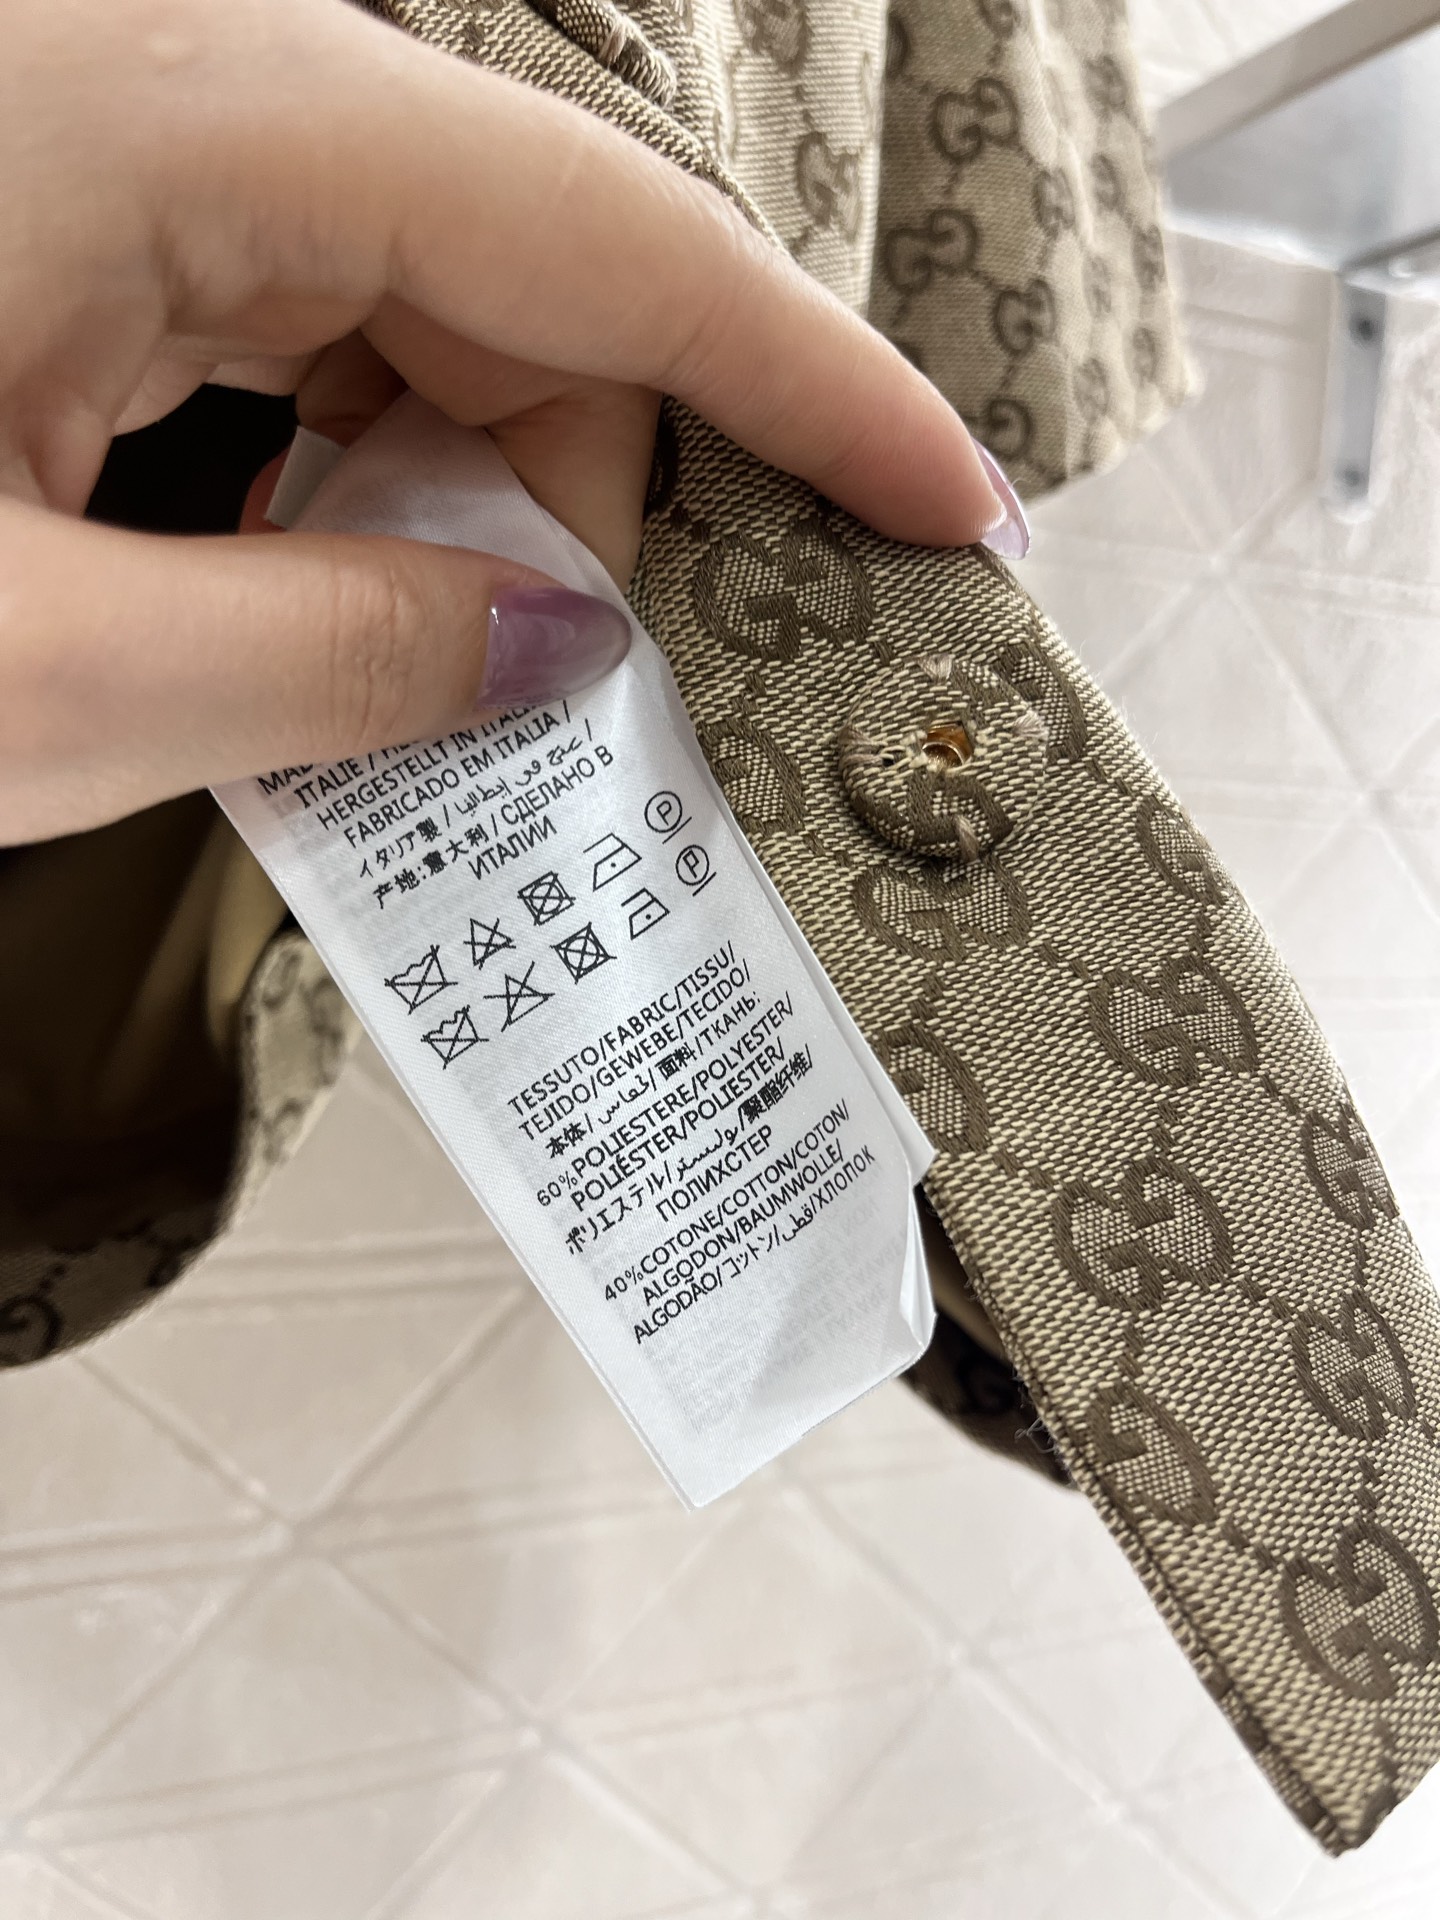 ITALIE / HERGESTELLT IN ITALIA /
FABRICADO EM ITALIA /
イタリア製 / صنع في إيطاليا /
产地:意大利 / СДЕЛАНО В
ИТАЛИИ
P
P
TESSUTO/FABRIC/TISSU/
TEJIDO/GEWEBE/TECIDO/
本体/قماش/面料/ТКАНЬ:
60%POLIESTERE/POLYESTER/
POLIÉSTER/POLIESTER/
ポリエステル/بوليستر/聚酯纤维/
ПОЛИХСТЕР
40%COTONE/COTTON/COTON/
ALGODON/BAUMWOLLE/
ALGODÃO/コットン/قطن/ХЛОПОК